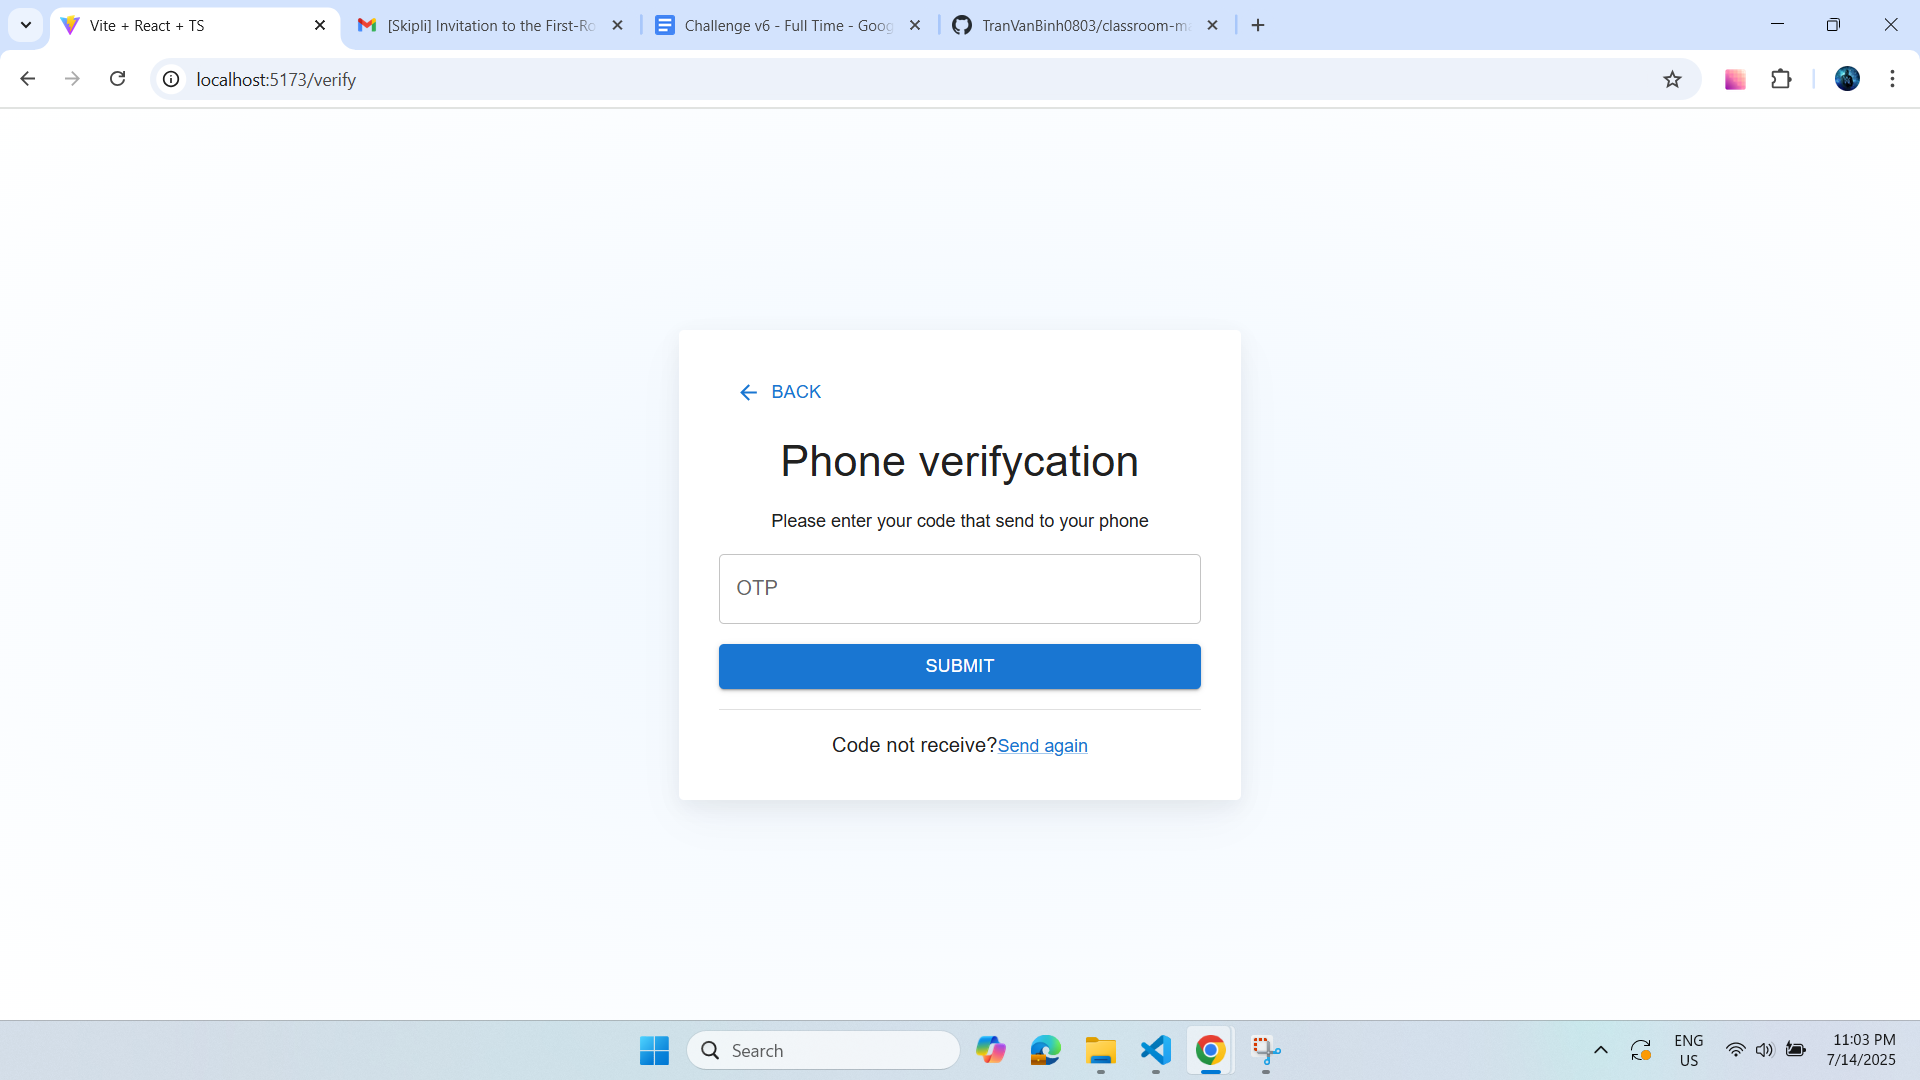 Vite + React + TS
[Skipli] Invitation to the First-Ro
Challenge v6 - Full Time - Goog
TranVanBinh0803/classroom-ma
localhost:5173/verify
BACK
Phone verifycation
Please enter your code that send to your phone
OTP
SUBMIT
Code not receive?Send again
Search
ENG
US
11:03 PM
7/14/2025